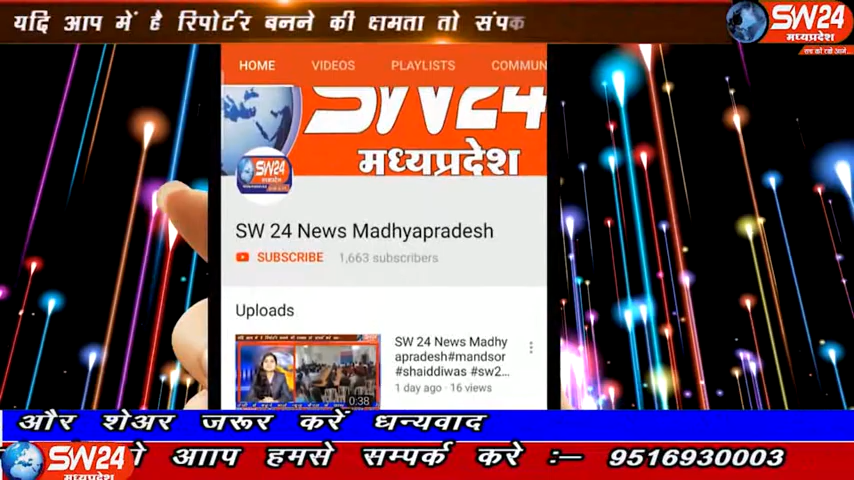 यदि आप में है रिपोर्टर बनने की क्षमता तो संपक
SW24
मध्यप्रदेश
HOME VIDEOS PLAYLISTS COMMUN
SW24
मध्यप्रदेश
SW24
SW 24 News Madhyapradesh
SUBSCRIBE 1,663 subscribers
Uploads
SW 24 News Madhy
apradesh#mandsor
#shaiddiwas #sw2...
1 day ago · 16 views
0:38
और शेअर जरूर करें धन्यवाद
SW24
मध्यप्रदेश
आाप हमसे सम्पर्क करे :- 9516930003